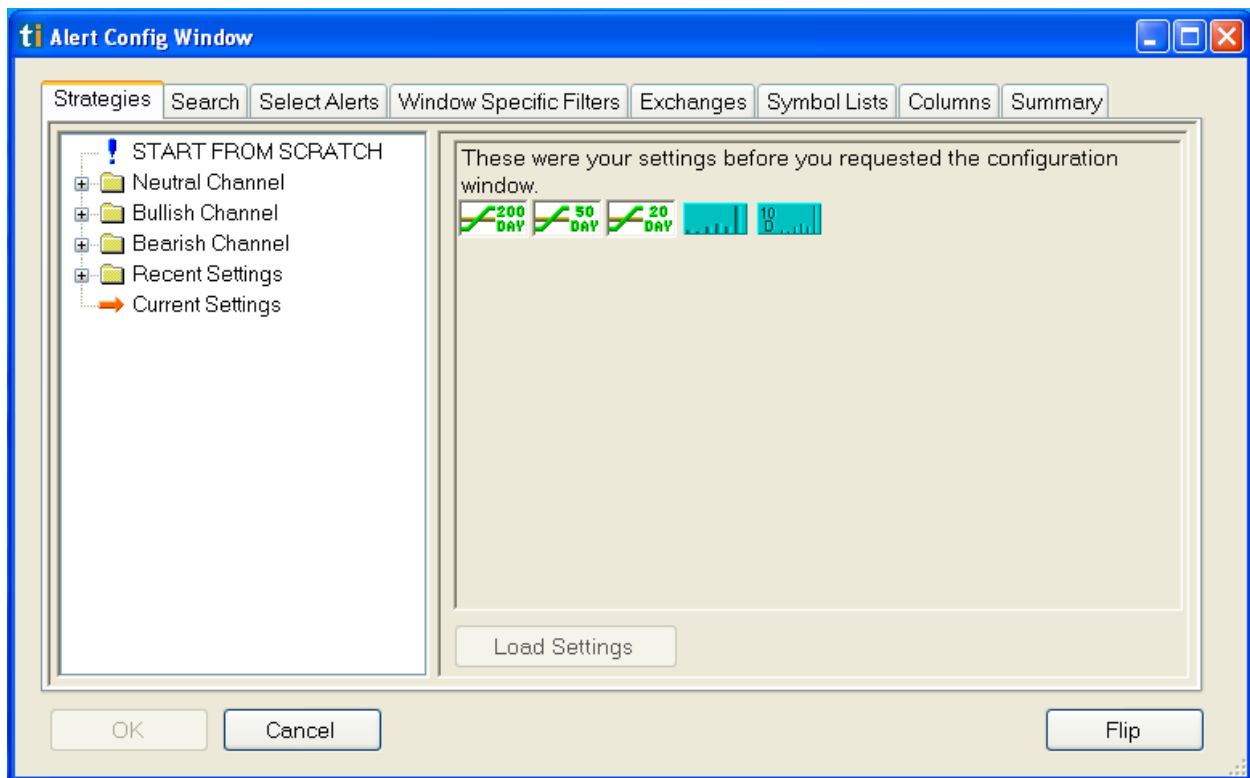 ti Alert Config Window
Strategies Search Select Alerts Window Specific Filters Exchanges Symbol Lists Columns Summary
START FROM SCRATCH
Neutral Channel
Bullish Channel
Bearish Channel
Recent Settings
Current Settings
These were your settings before you requested the configuration
window.
200 DAY 50 DAY 20 DAY 10 D
Load Settings
OK Cancel Flip